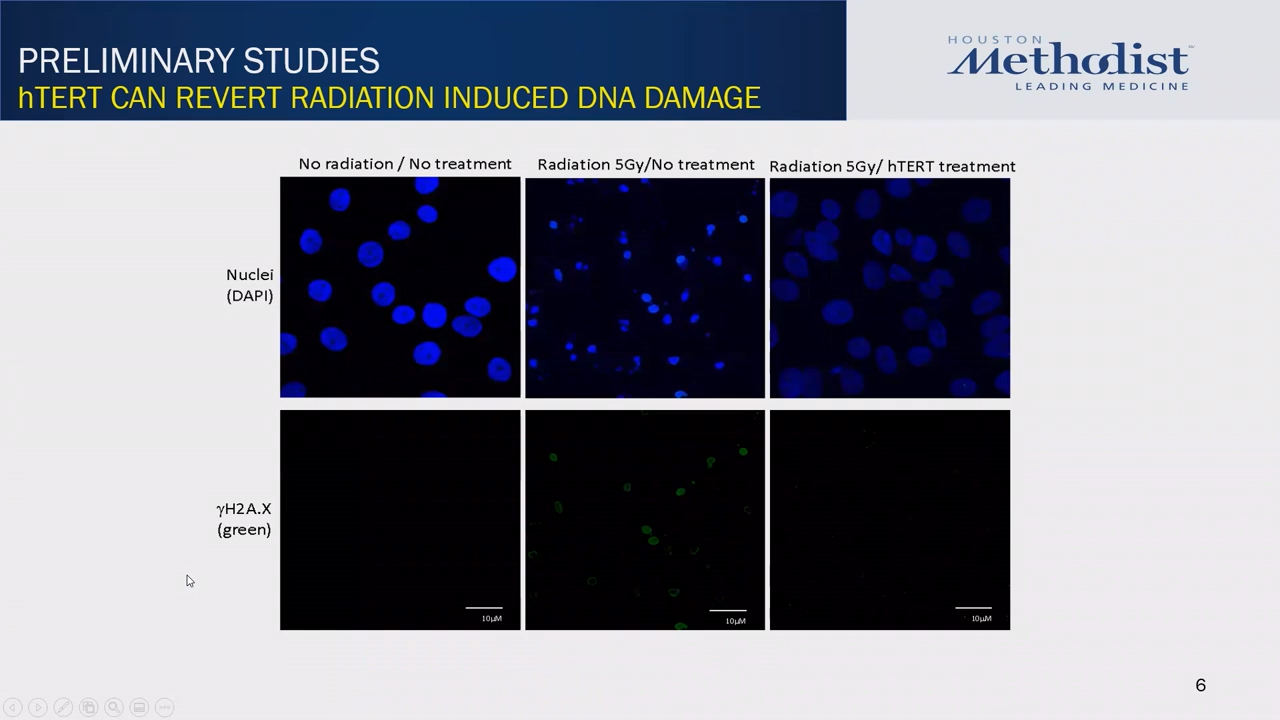 PRELIMINARY STUDIES
hTERT CAN REVERT RADIATION INDUCED DNA DAMAGE
HOUSTON
Methodist
LEADING MEDICINE
No radiation / No treatment
Radiation 5Gy/No treatment
Radiation 5Gy/ hTERT treatment
Nuclei
(DAPI)
γH2A.X
(green)
10µM
10µM
10µM
6